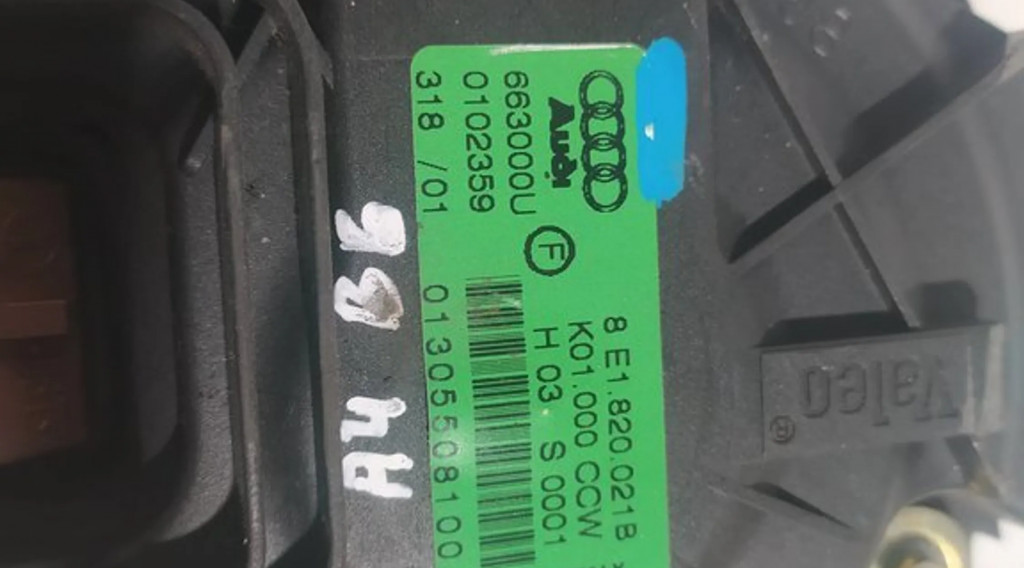 Audi
663000U
0102359
318 /01
F
8 E1.820.021B
K01.000 CCW
H 03 S 0001
01305508100
A4 B6
Valeo®